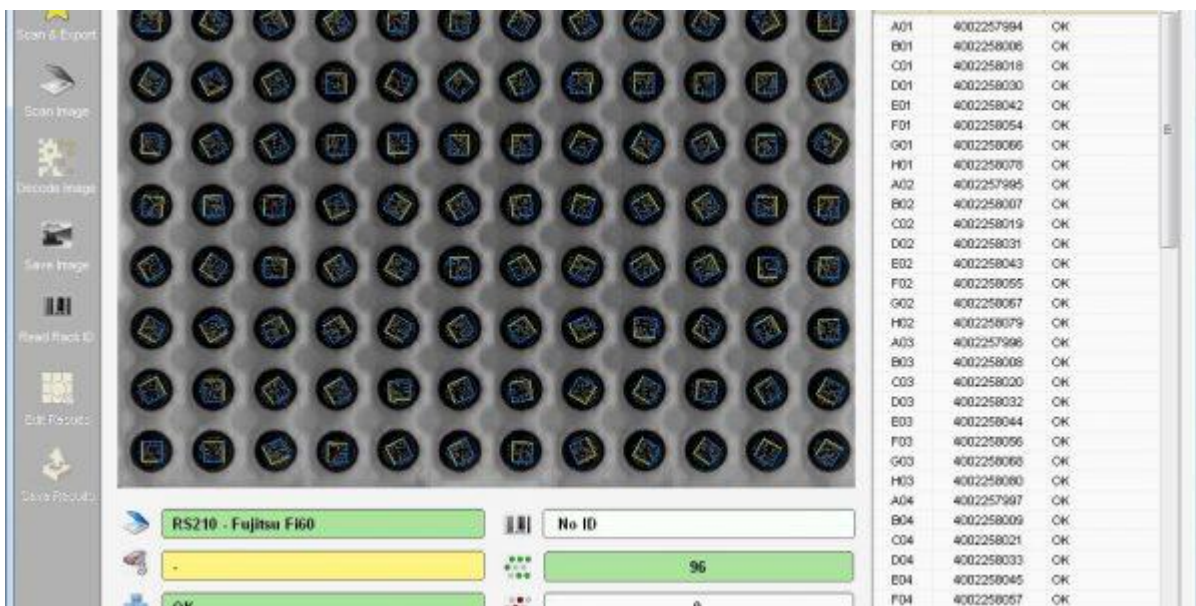 Scan & Export
Scan Image
Decode Image
Save Image
Read Rack ID
Edit Results
Save Results
RS210 - Fujitsu Fi60
No ID
-
96
OK
0
A01 4002257994 OK
B01 4002258006 OK
C01 4002258018 OK
D01 4002258030 OK
E01 4002258042 OK
F01 4002258054 OK
G01 4002258066 OK
H01 4002258078 OK
A02 4002257995 OK
B02 4002258007 OK
C02 4002258019 OK
D02 4002258031 OK
E02 4002258043 OK
F02 4002258055 OK
G02 4002258067 OK
H02 4002258079 OK
A03 4002257996 OK
B03 4002258008 OK
C03 4002258020 OK
D03 4002258032 OK
E03 4002258044 OK
F03 4002258056 OK
G03 4002258068 OK
H03 4002258080 OK
A04 4002257997 OK
B04 4002258009 OK
C04 4002258021 OK
D04 4002258033 OK
E04 4002258045 OK
F04 4002258057 OK